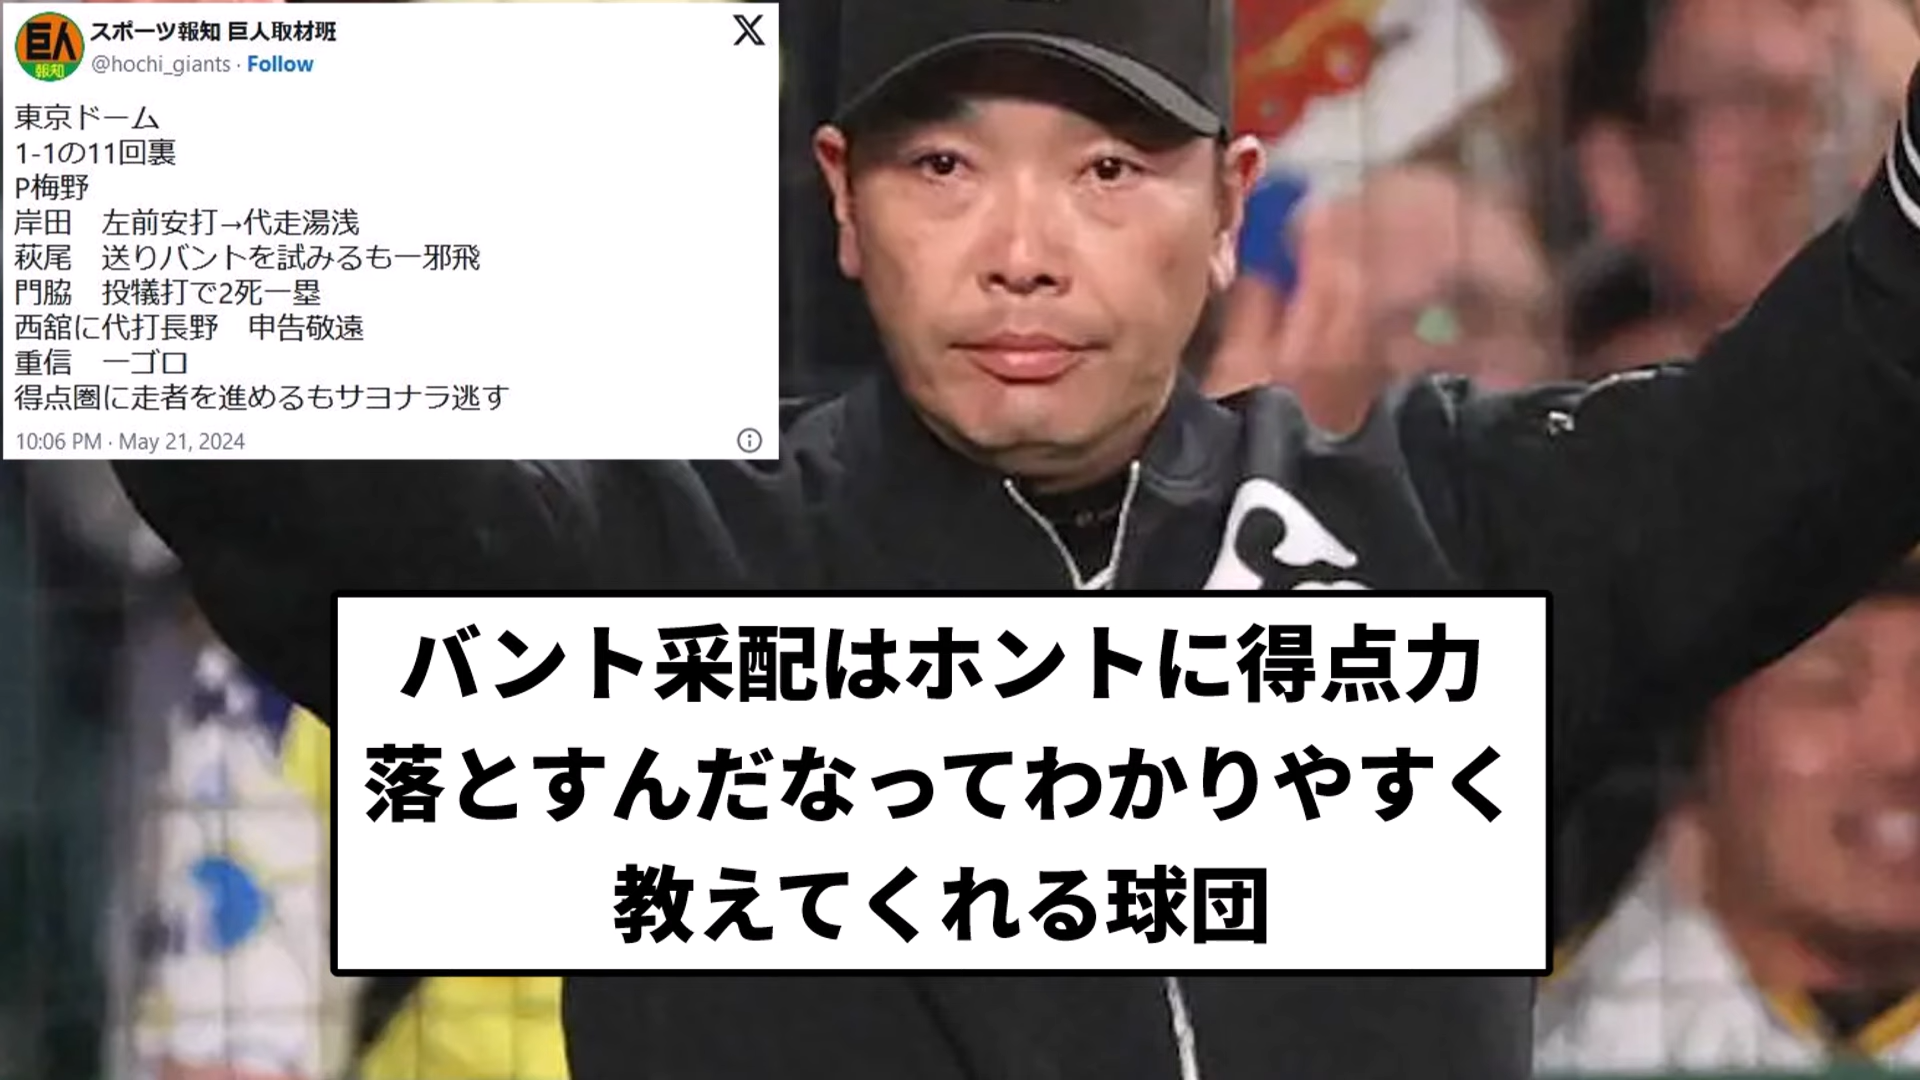 巨人
報知
スポーツ報知 巨人取材班
@hochi_giants · Follow
東京ドーム
1-1の11回裏
P梅野
岸田　左前安打→代走湯浅
萩尾　送りバントを試みるも一邪飛
門脇　投犠打で2死一塁
西舘に代打長野　申告敬遠
重信　一ゴロ
得点圏に走者を進めるもサヨナラ逃す
10:06 PM · May 21, 2024
バント采配はホントに得点力
落とすんだなってわかりやすく
教えてくれる球団